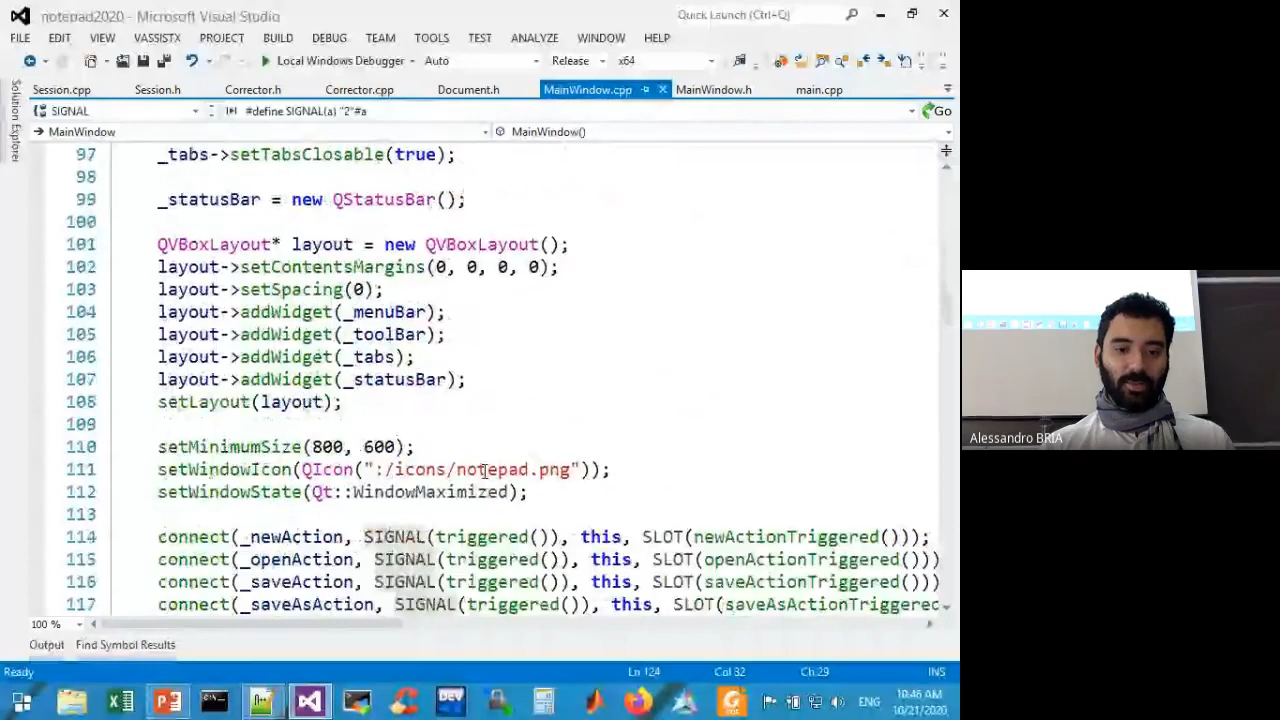 notepad2020 - Microsoft Visual Studio
Quick Launch (Ctrl+Q)
FILE EDIT VIEW VASSISTX PROJECT BUILD DEBUG TEAM TOOLS TEST ANALYZE WINDOW HELP
Local Windows Debugger Auto Release x64
Session.cpp Session.h Corrector.h Corrector.cpp Document.h MainWindow.cpp MainWindow.h main.cpp
SIGNAL #define SIGNAL(a) "2"#a Go
MainWindow MainWindow()
Solution Explorer
97 _tabs->setTabsClosable(true);
98
99 _statusBar = new QStatusBar();
100
101 QVBoxLayout* layout = new QVBoxLayout();
102 layout->setContentsMargins(0, 0, 0, 0);
103 layout->setSpacing(0);
104 layout->addWidget(_menuBar);
105 layout->addWidget(_toolBar);
106 layout->addWidget(_tabs);
107 layout->addWidget(_statusBar);
108 setLayout(layout);
109
110 setMinimumSize(800, 600);
111 setWindowIcon(QIcon(":/icons/notepad.png"));
112 setWindowState(Qt::WindowMaximized);
113
114 connect(_newAction, SIGNAL(triggered()), this, SLOT(newActionTriggered()));
115 connect(_openAction, SIGNAL(triggered()), this, SLOT(openActionTriggered())
116 connect(_saveAction, SIGNAL(triggered()), this, SLOT(saveActionTriggered())
117 connect(_saveAsAction, SIGNAL(triggered()), this, SLOT(saveAsActionTriggered
100 %
Output Find Symbol Results
Ready Ln 124 Col 32 Ch 29 INS
DEV
ENG
10:46 AM
10/21/2020
Alessandro BRIA